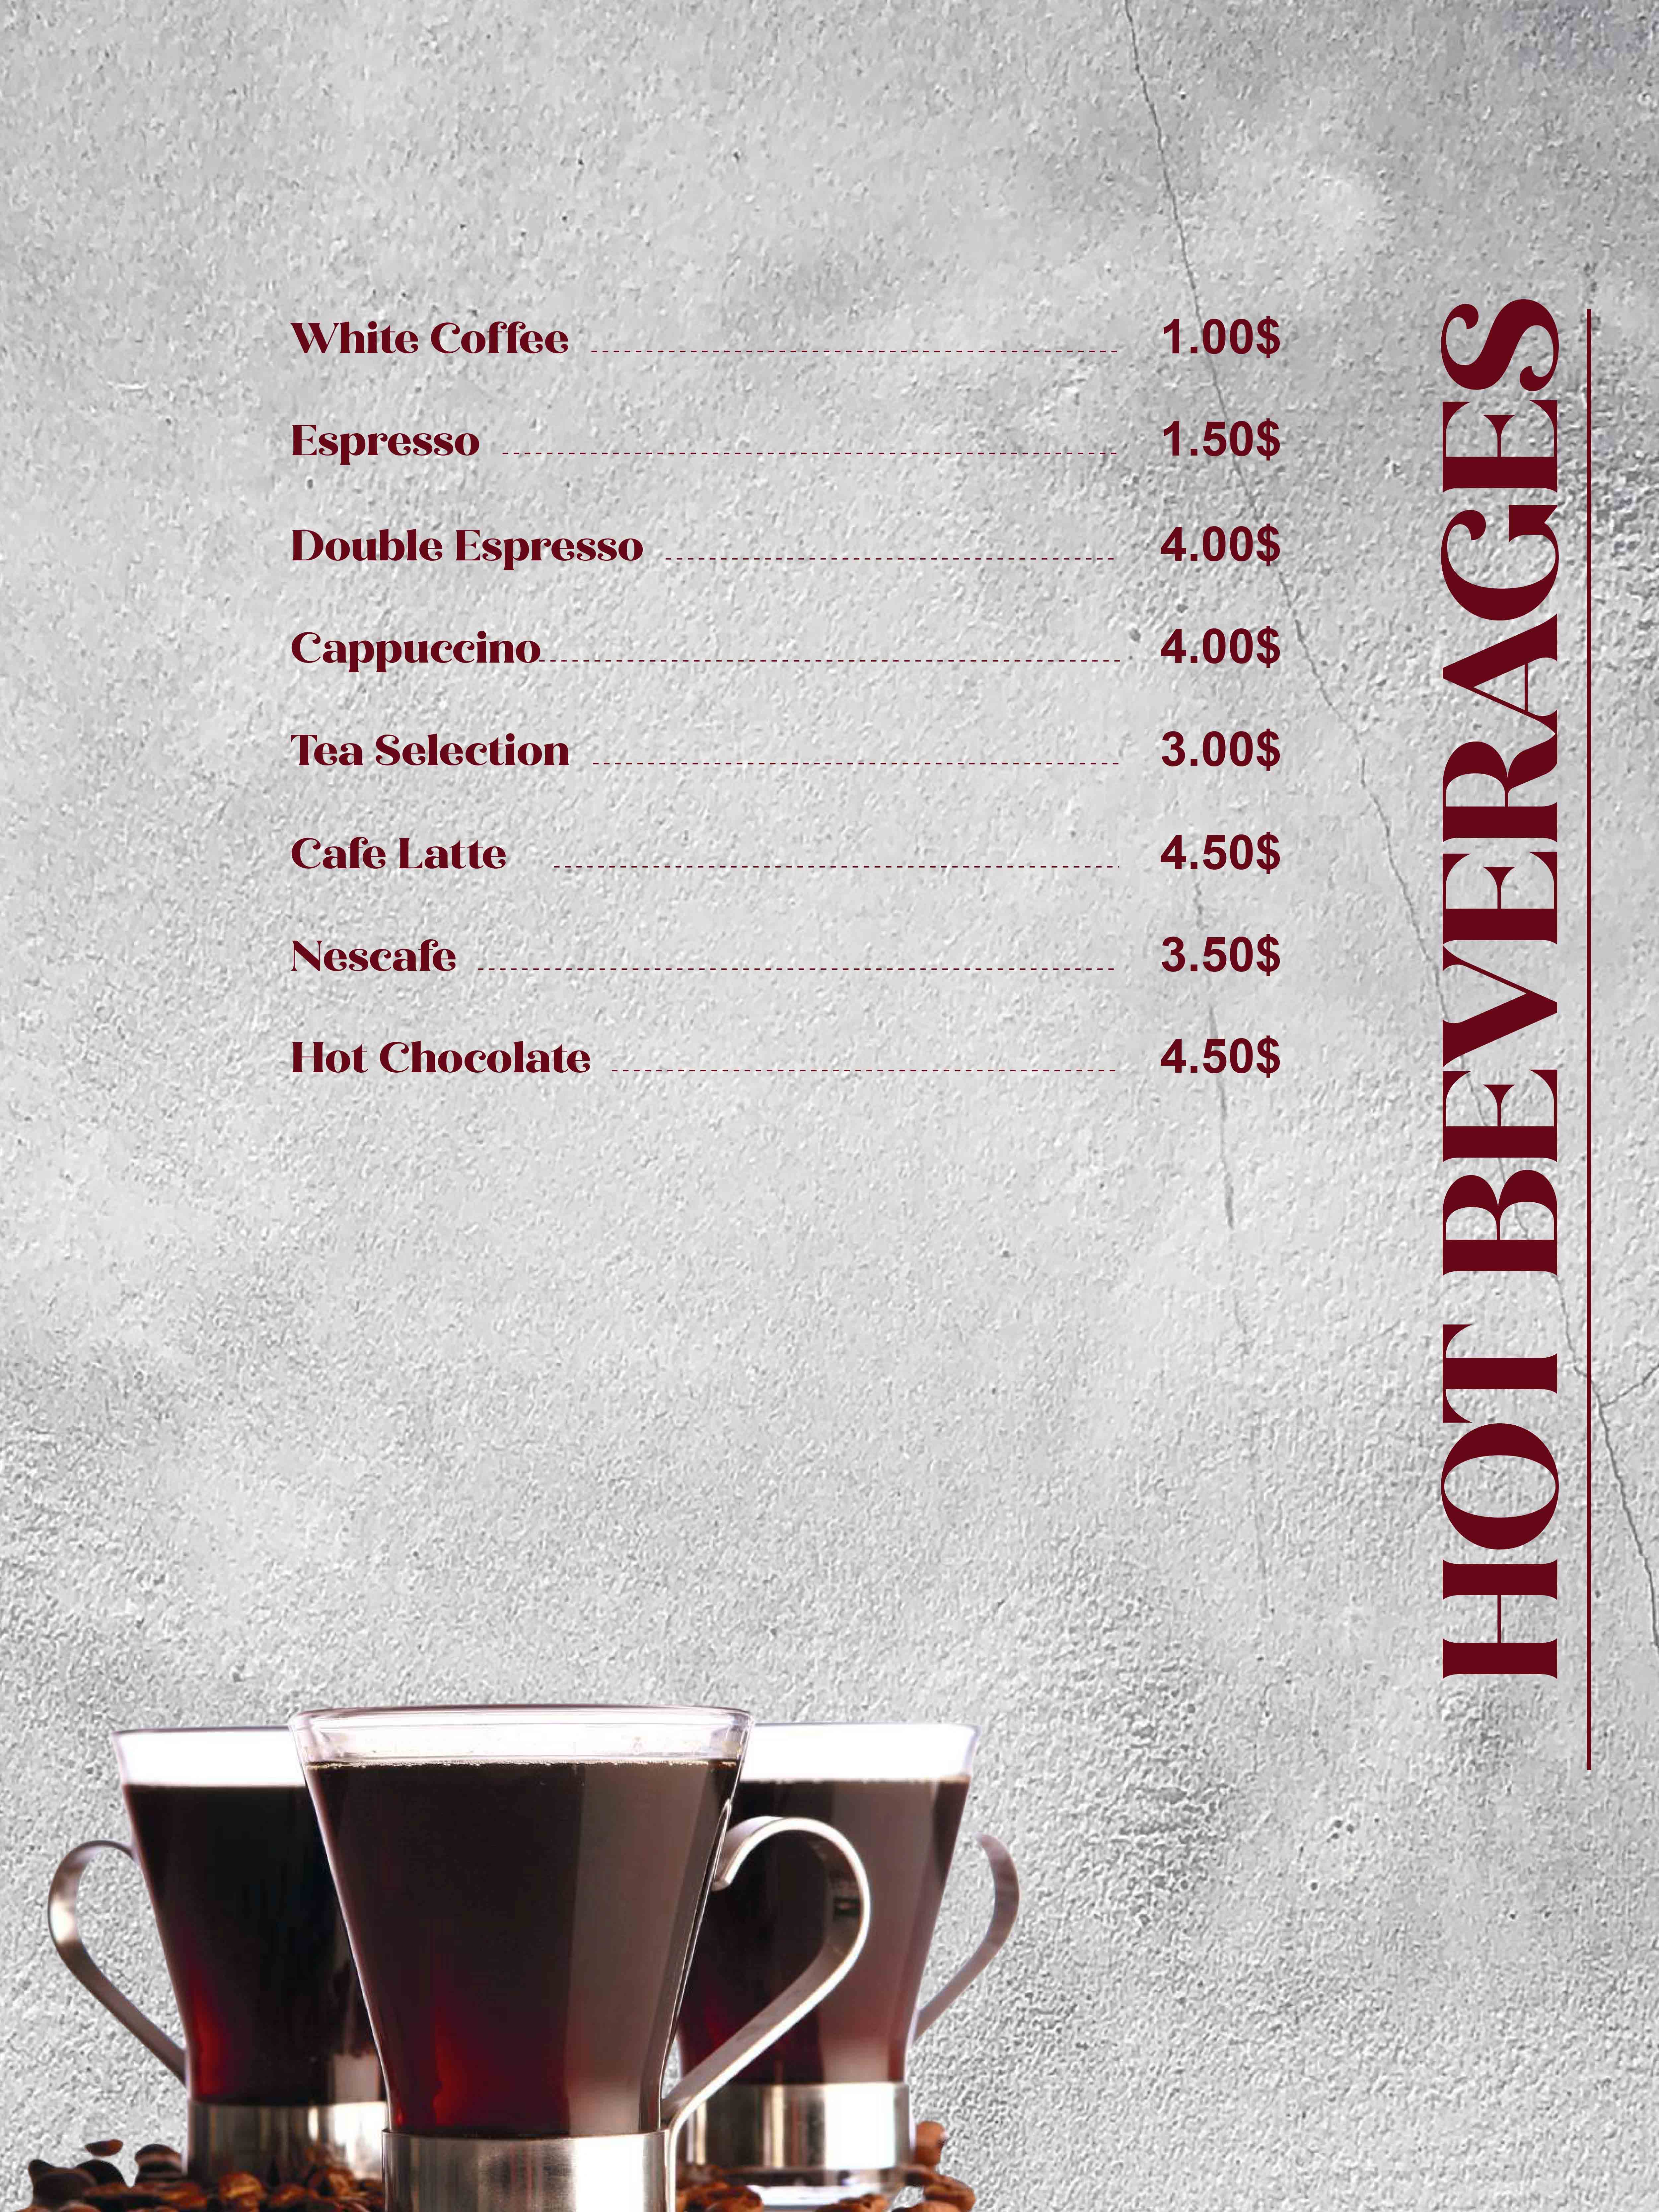 White Coffee 1.00$
Espresso 1.50$
Double Espresso 4.00$
Cappuccino 4.00$
Tea Selection 3.00$
Cafe Latte 4.50$
Nescafe 3.50$
Hot Chocolate 4.50$
HOT BEVERAGES